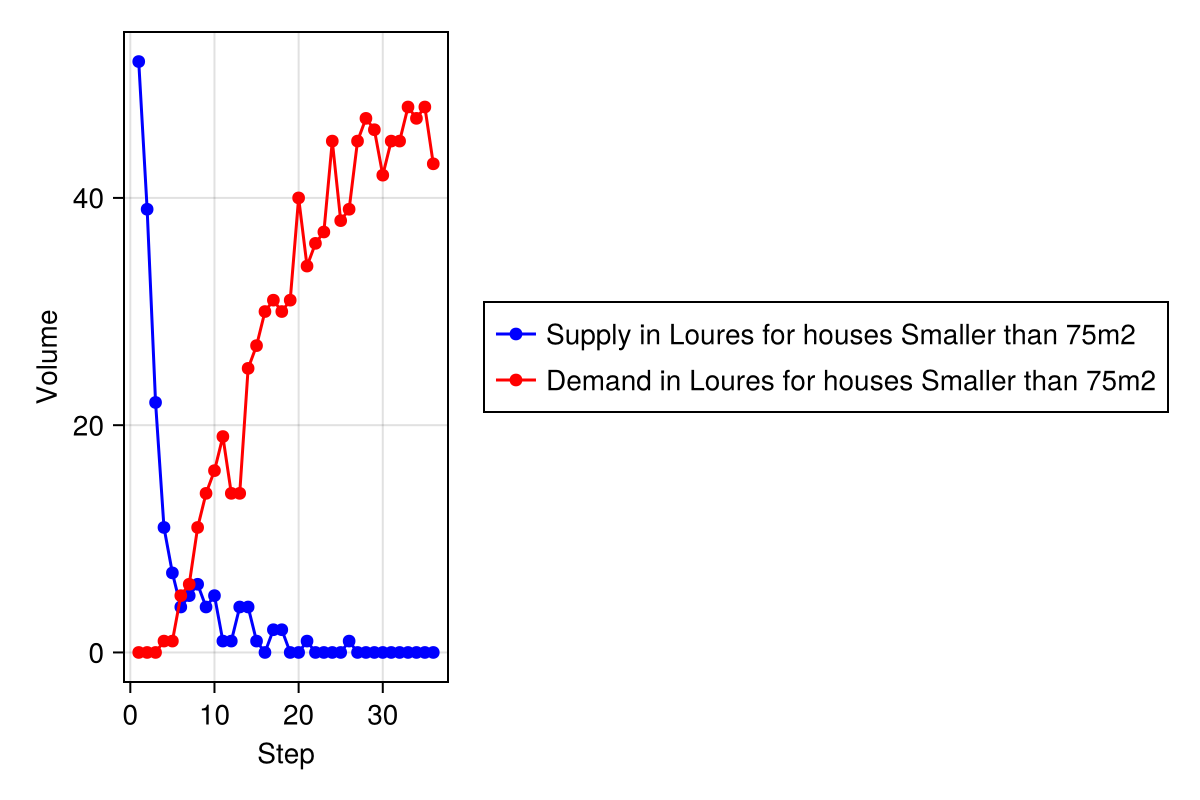 Volume
40
20
0
0 10 20 30
Step
Supply in Loures for houses Smaller than 75m2
Demand in Loures for houses Smaller than 75m2